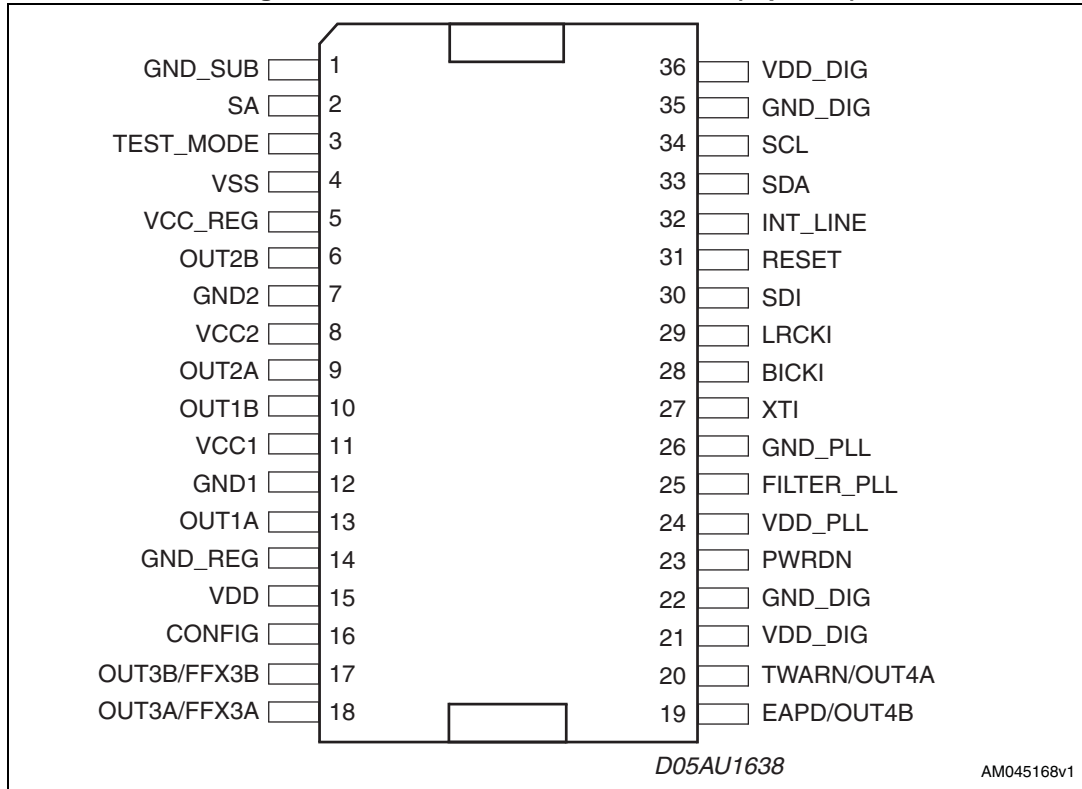 GND_SUB 1 36 VDD_DIG
SA 2 35 GND_DIG
TEST_MODE 3 34 SCL
VSS 4 33 SDA
VCC_REG 5 32 INT_LINE
OUT2B 6 31 RESET
GND2 7 30 SDI
VCC2 8 29 LRCKI
OUT2A 9 28 BICKI
OUT1B 10 27 XTI
VCC1 11 26 GND_PLL
GND1 12 25 FILTER_PLL
OUT1A 13 24 VDD_PLL
GND_REG 14 23 PWRDN
VDD 15 22 GND_DIG
CONFIG 16 21 VDD_DIG
OUT3B/FFX3B 17 20 TWARN/OUT4A
OUT3A/FFX3A 18 19 EAPD/OUT4B
D05AU1638
AM045168v1